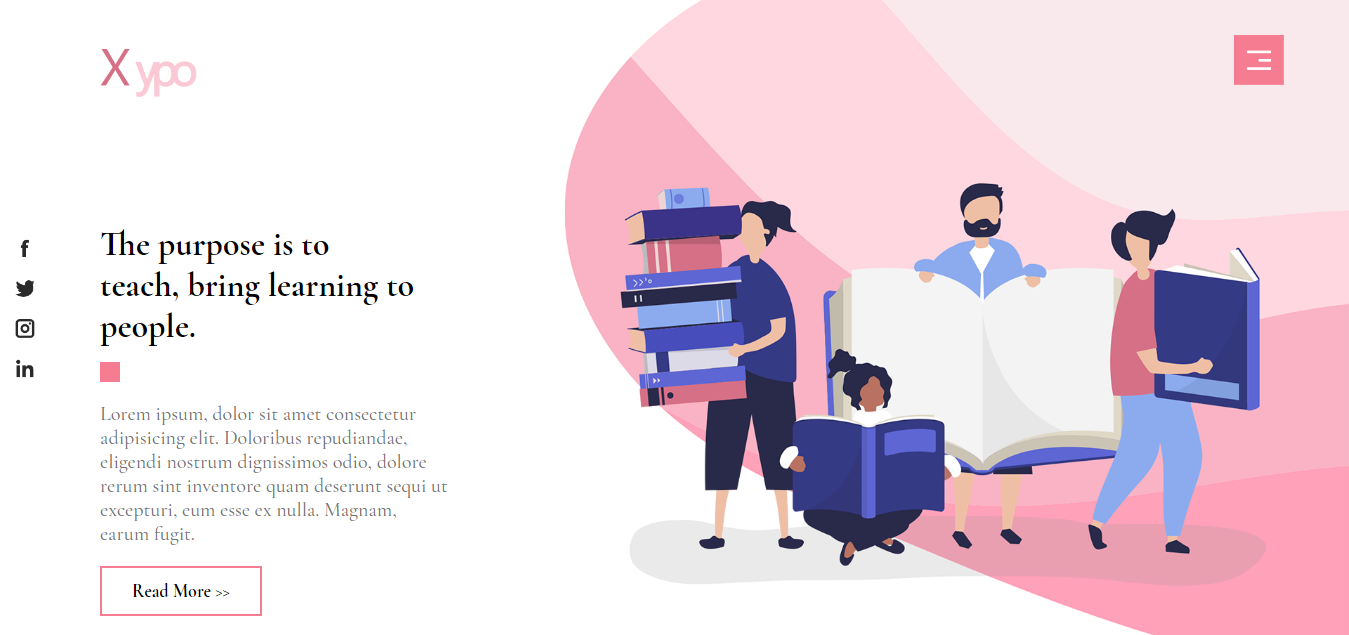 X ypo
The purpose is to
teach, bring learning to
people.
Lorem ipsum, dolor sit amet consectetur
adipisicing elit. Doloribus repudiandae,
eligendi nostrum dignissimos odio, dolore
rerum sint inventore quam deserunt sequi ut
excepturi, eum esse ex nulla. Magnam,
earum fugit.
Read More >>